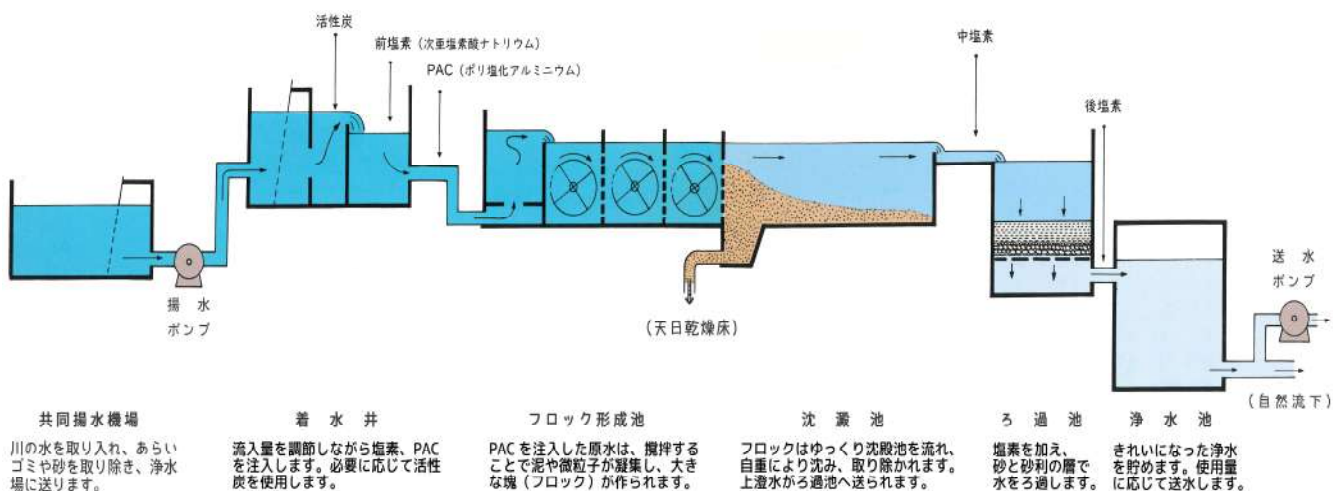 活性炭
前塩素(次亜塩素酸ナトリウム)
PAC(ポリ塩化アルミニウム)
中塩素
後塩素
揚水
ポンプ
(天日乾燥床)
送水
ポンプ
(自然流下)
共同揚水機場
川の水を取り入れ、あらい
ゴミや砂を取り除き、浄水
場に送ります。
着水井
流入量を調節しながら塩素、PAC
を注入します。必要に応じて活性
炭を使用します。
フロック形成池
PACを注入した原水は、攪拌する
ことで泥や微粒子が凝集し、大き
な塊(フロック)が作られます。
沈澱池
フロックはゆっくり沈殿池を流れ、
自重により沈み、取り除かれます。
上澄水がろ過池へ送られます。
ろ過池
塩素を加え、
砂と砂利の層で
水をろ過します。
浄水池
きれいになった浄水
を貯めます。使用量
に応じて送水します。